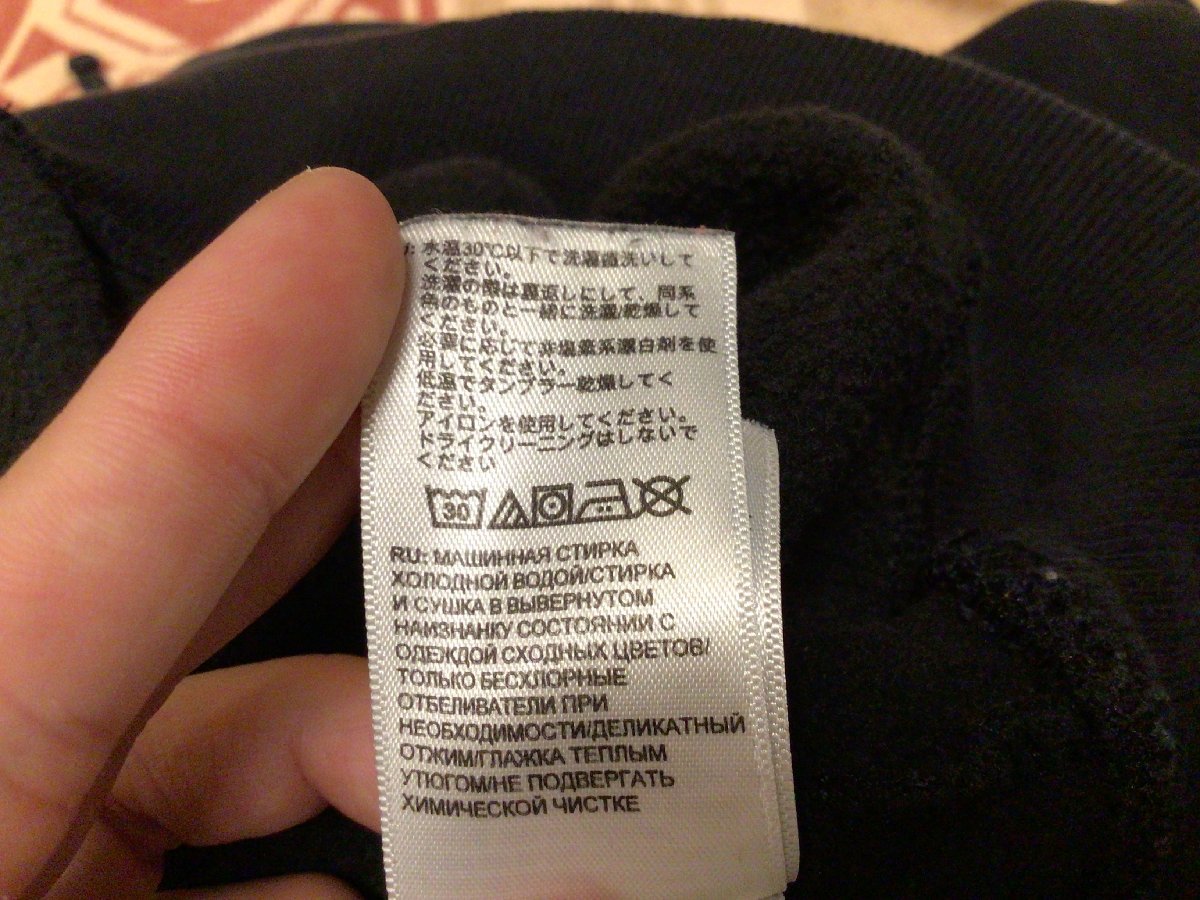 水温30℃以下で洗濯機洗いして
ください。
洗濯の際は裏返しにして、同系
色のものと一緒に洗濯/乾燥して
ください。
必要に応じて非塩素系漂白剤を使
用してください。
低温でタンブラー乾燥してく
ださい。
アイロンを使用してください。
ドライクリーニングはしないで
ください
30
RU: МАШИННАЯ СТИРКА
ХОЛОДНОЙ ВОДОЙ/СТИРКА
И СУШКА В ВЫВЕРНУТОМ
НАИЗНАНКУ СОСТОЯНИИ С
ОДЕЖДОЙ СХОДНЫХ ЦВЕТОВ/
ТОЛЬКО БЕСХЛОРНЫЕ
ОТБЕЛИВАТЕЛИ ПРИ
НЕОБХОДИМОСТИ/ДЕЛИКАТНЫЙ
ОТЖИМ/ГЛАЖКА ТЕПЛЫМ
УТЮГОМ/НЕ ПОДВЕРГАТЬ
ХИМИЧЕСКОЙ ЧИСТКЕ